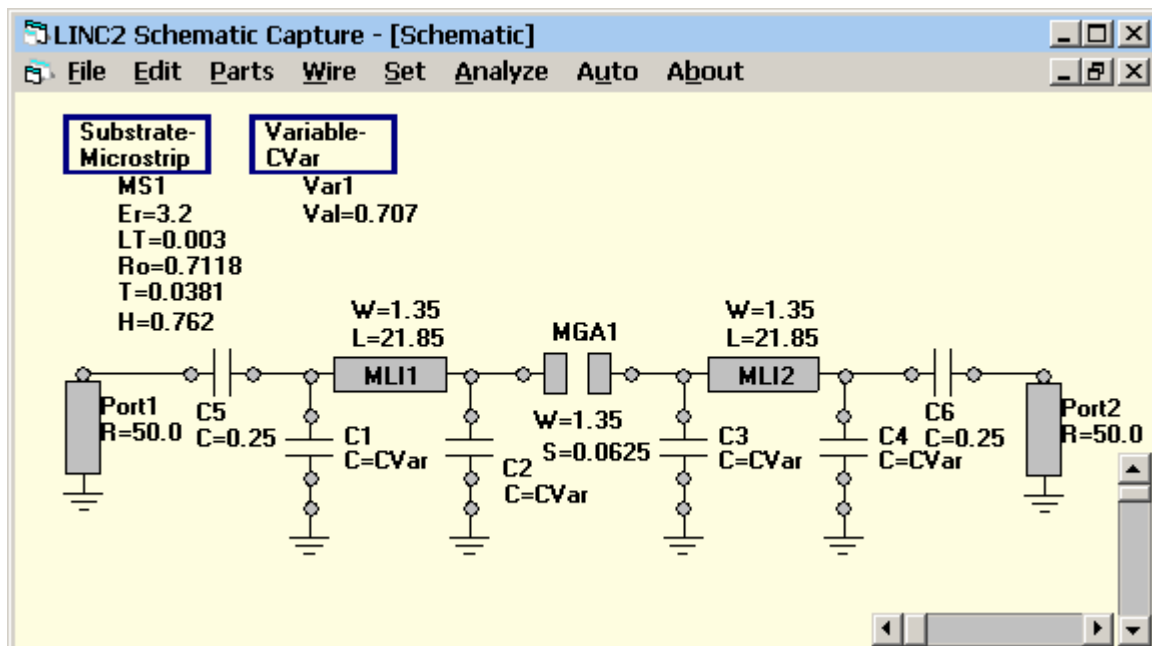 LINC2 Schematic Capture - [Schematic]
File Edit Parts Wire Set Analyze Auto About
Substrate-
Microstrip
MS1
Er=3.2
LT=0.003
Ro=0.7118
T=0.0381
H=0.762
Variable-
CVar
Var1
Val=0.707
Port1
R=50.0
C5
C=0.25
W=1.35
L=21.85
MLI1
C1
C=CVar
C2
C=CVar
MGA1
W=1.35
S=0.0625
W=1.35
L=21.85
MLI2
C3
C=CVar
C4
C=CVar
C6
C=0.25
Port2
R=50.0